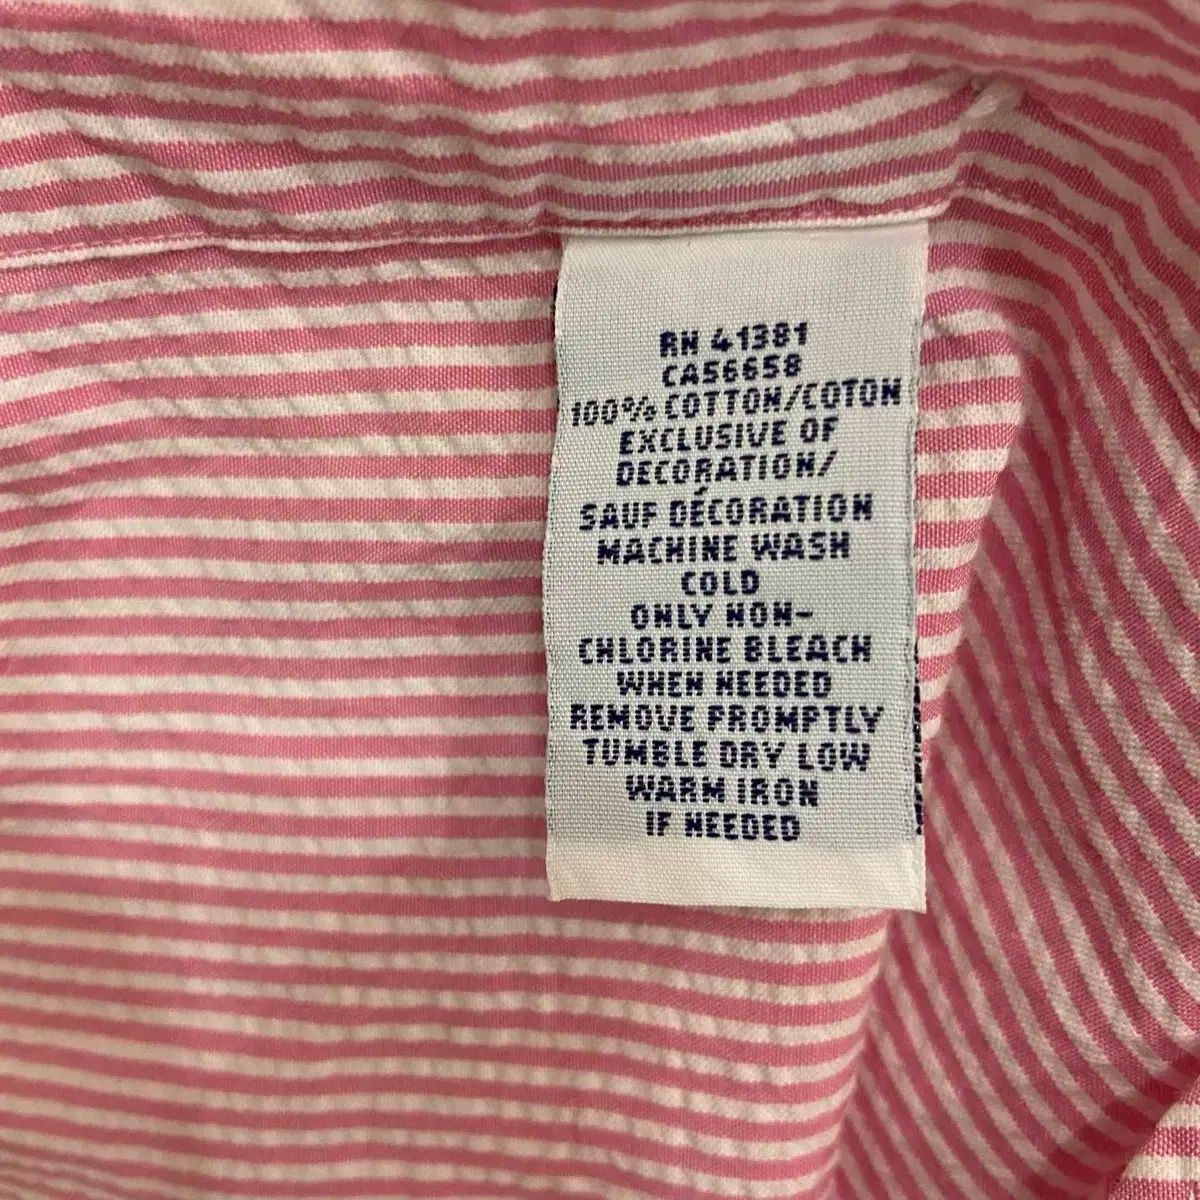 RN 41381
CA56658
100% COTTON/COTON
EXCLUSIVE OF
DECORATION/
SAUF DÉCORATION
MACHINE WASH
COLD
ONLY NON-
CHLORINE BLEACH
WHEN NEEDED
REMOVE PROMPTLY
TUMBLE DRY LOW
WARM IRON
IF NEEDED